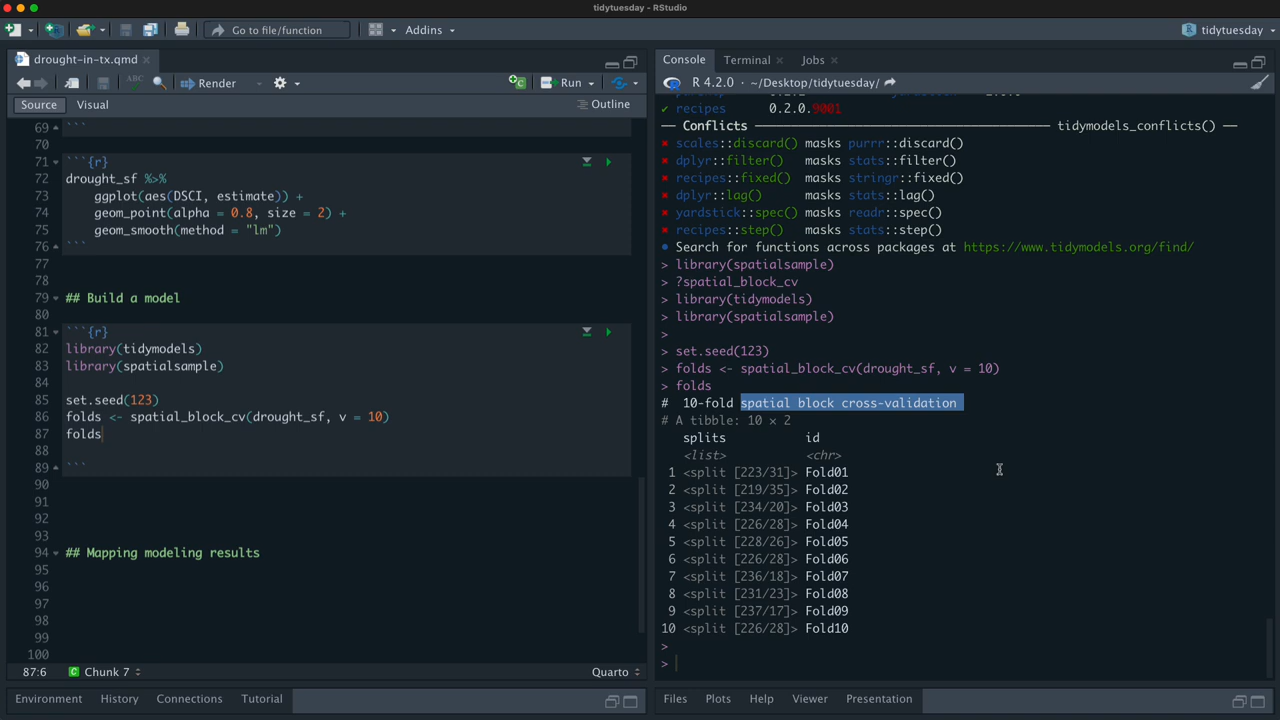 tidytuesday - RStudio
Go to file/function
Addins
tidytuesday
drought-in-tx.qmd
ABC
Render
Run
Source
Visual
Outline
69 ```
70
71 ```{r}
72 drought_sf %>%
73 ggplot(aes(DSCI, estimate)) +
74 geom_point(alpha = 0.8, size = 2) +
75 geom_smooth(method = "lm")
76 ```
77
78
79 ## Build a model
80
81 ```{r}
82 library(tidymodels)
83 library(spatialsample)
84
85 set.seed(123)
86 folds <- spatial_block_cv(drought_sf, v = 10)
87 folds
88
89 ```
90
91
92
93
94 ## Mapping modeling results
95
96
97
98
99
100
87:6
Chunk 7
Quarto
Environment
History
Connections
Tutorial
Console
Terminal
Jobs
R 4.2.0 · ~/Desktop/tidytuesday/
✔ recipes 0.2.0.9001
── Conflicts ──────────────── tidymodels_conflicts() ──
✖ scales::discard() masks purrr::discard()
✖ dplyr::filter() masks stats::filter()
✖ recipes::fixed() masks stringr::fixed()
✖ dplyr::lag() masks stats::lag()
✖ yardstick::spec() masks readr::spec()
✖ recipes::step() masks stats::step()
● Search for functions across packages at https://www.tidymodels.org/find/
> library(spatialsample)
> ?spatial_block_cv
> library(tidymodels)
> library(spatialsample)
>
> set.seed(123)
> folds <- spatial_block_cv(drought_sf, v = 10)
> folds
# 10-fold spatial block cross-validation
# A tibble: 10 × 2
splits id
<list> <chr>
1 <split [223/31]> Fold01
2 <split [219/35]> Fold02
3 <split [234/20]> Fold03
4 <split [226/28]> Fold04
5 <split [228/26]> Fold05
6 <split [226/28]> Fold06
7 <split [236/18]> Fold07
8 <split [231/23]> Fold08
9 <split [237/17]> Fold09
10 <split [226/28]> Fold10
>
>
Files
Plots
Help
Viewer
Presentation